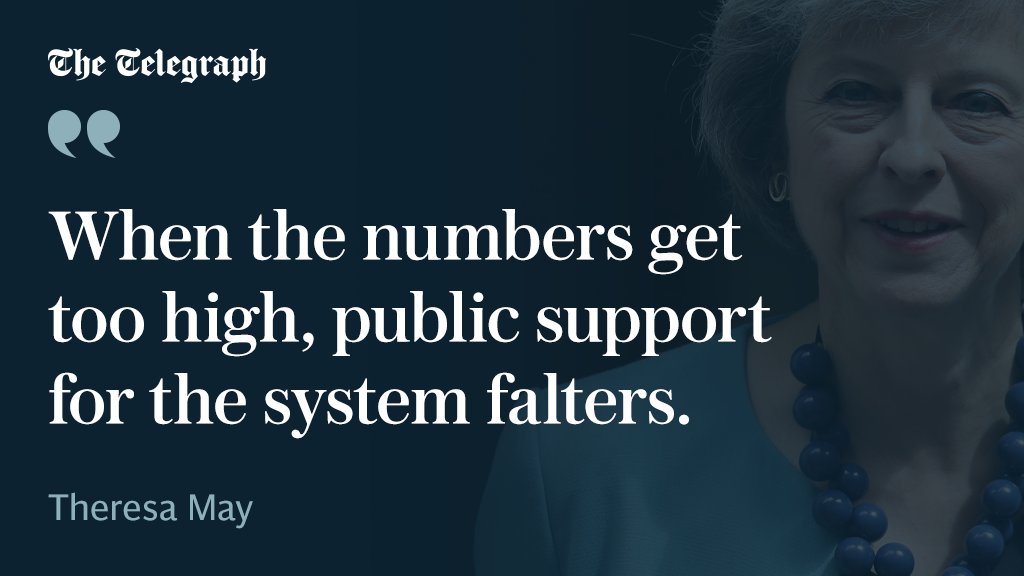 The Telegraph
”
When the numbers get
too high, public support
for the system falters.
Theresa May